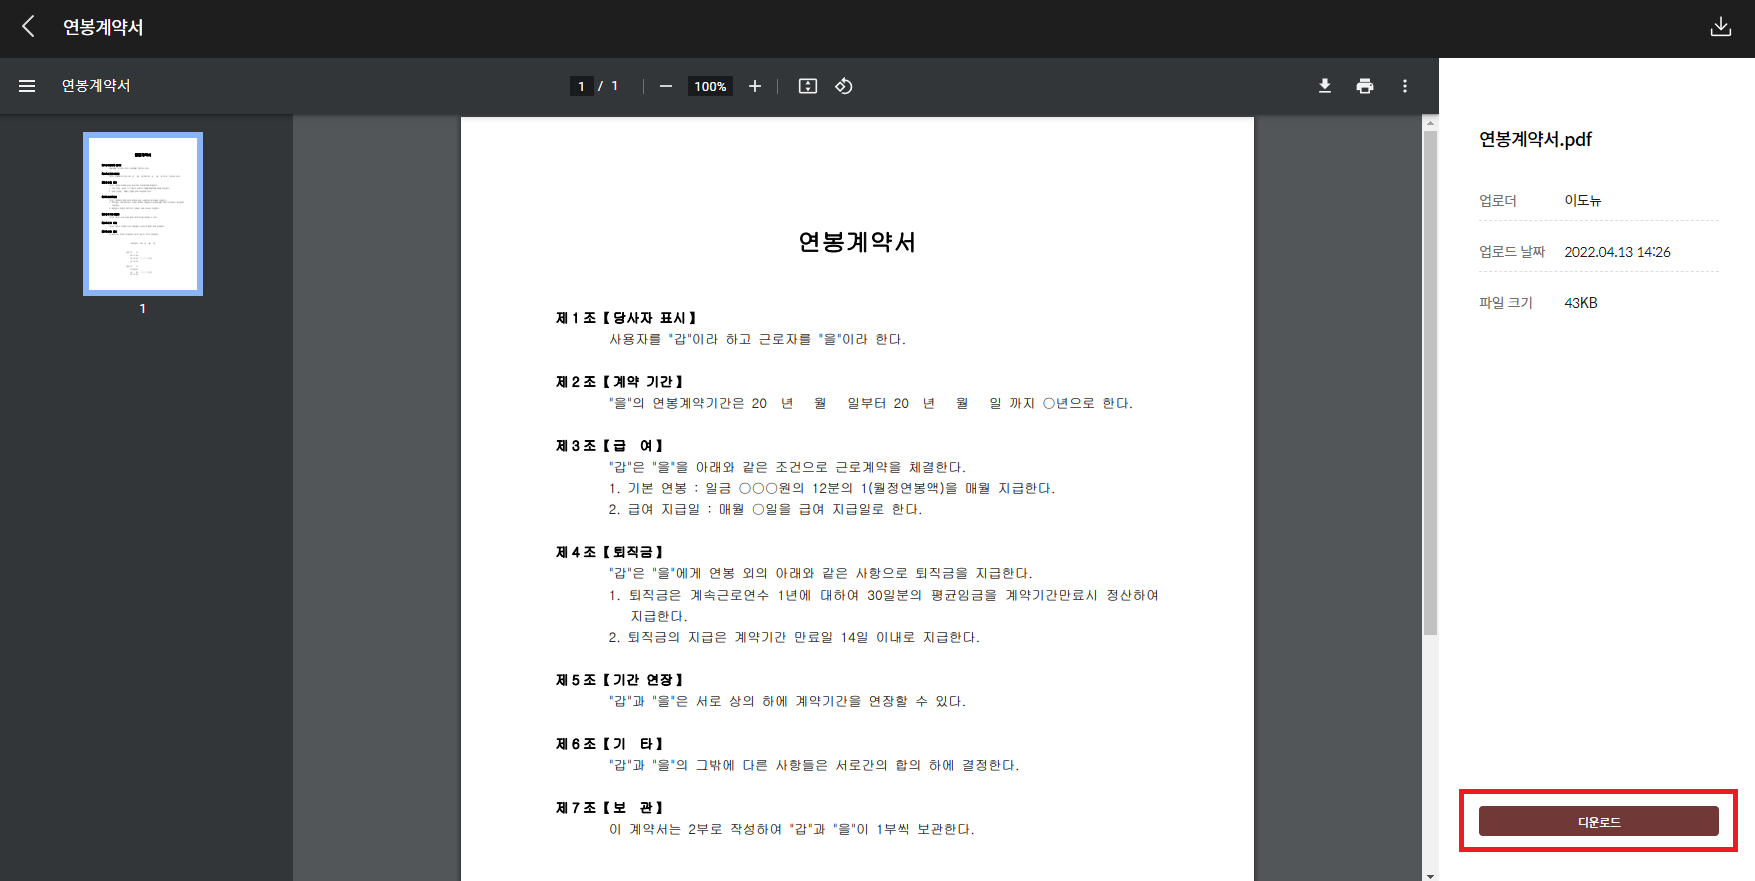 연봉계약서
연봉계약서
1 / 1
100%
1
연봉계약서
제1조【당사자 표시】
사용자를 "갑"이라 하고 근로자를 "을"이라 한다.
제2조【계약 기간】
"을"의 연봉계약기간은 20 년 월 일부터 20 년 월 일 까지 ○년으로 한다.
제3조【급 여】
"갑"은 "을"을 아래와 같은 조건으로 근로계약을 체결한다.
1. 기본 연봉 : 일금 ○○○원의 12분의 1(월정연봉액)을 매월 지급한다.
2. 급여 지급일 : 매월 ○일을 급여 지급일로 한다.
제4조【퇴직금】
"갑"은 "을"에게 연봉 외의 아래와 같은 사항으로 퇴직금을 지급한다.
1. 퇴직금은 계속근로연수 1년에 대하여 30일분의 평균임금을 계약기간만료시 정산하여
지급한다.
2. 퇴직금의 지급은 계약기간 만료일 14일 이내로 지급한다.
제5조【기간 연장】
"갑"과 "을"은 서로 상의 하에 계약기간을 연장할 수 있다.
제6조【기 타】
"갑"과 "을"의 그밖에 다른 사항들은 서로간의 합의 하에 결정한다.
제7조【보 관】
이 계약서는 2부로 작성하여 "갑"과 "을"이 1부씩 보관한다.
연봉계약서.pdf
업로더 이도뉴
업로드 날짜 2022.04.13 14:26
파일 크기 43KB
다운로드